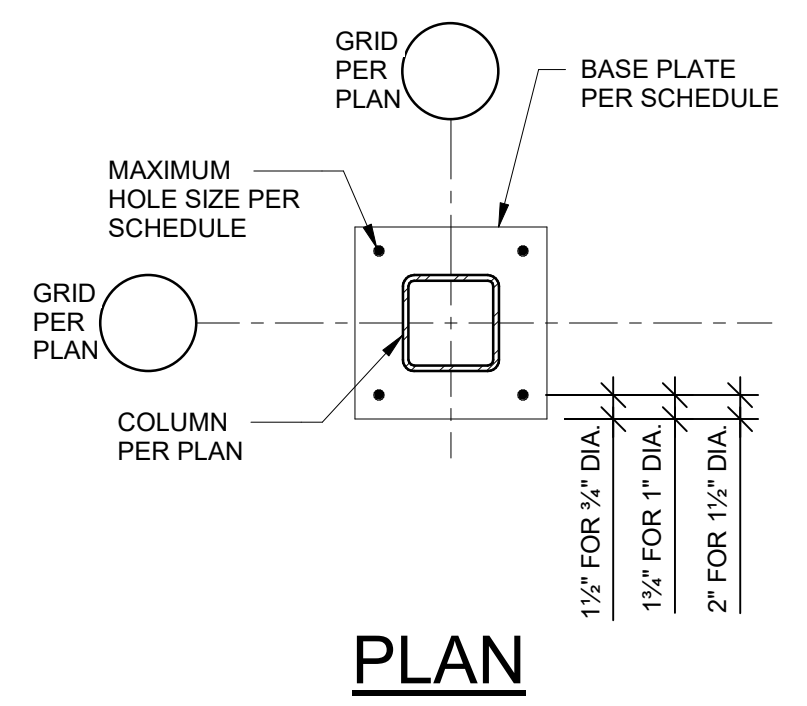 GRID
PER
PLAN
BASE PLATE
PER SCHEDULE
MAXIMUM
HOLE SIZE PER
SCHEDULE
GRID
PER
PLAN
COLUMN
PER PLAN
1½" FOR ¾" DIA.
1¾" FOR 1" DIA.
2" FOR 1½" DIA.
PLAN